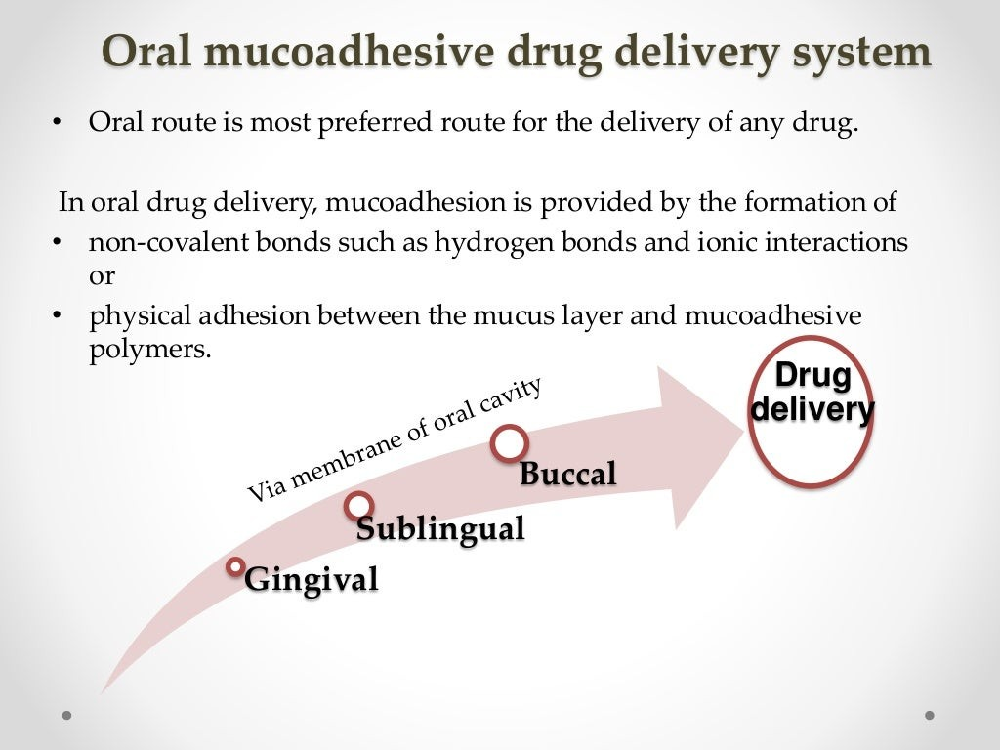 Oral mucoadhesive drug delivery system
• Oral route is most preferred route for the delivery of any drug.
In oral drug delivery, mucoadhesion is provided by the formation of
• non-covalent bonds such as hydrogen bonds and ionic interactions
or
• physical adhesion between the mucus layer and mucoadhesive
polymers.
Drug
delivery
Via membrane of oral cavity
Buccal
Sublingual
Gingival